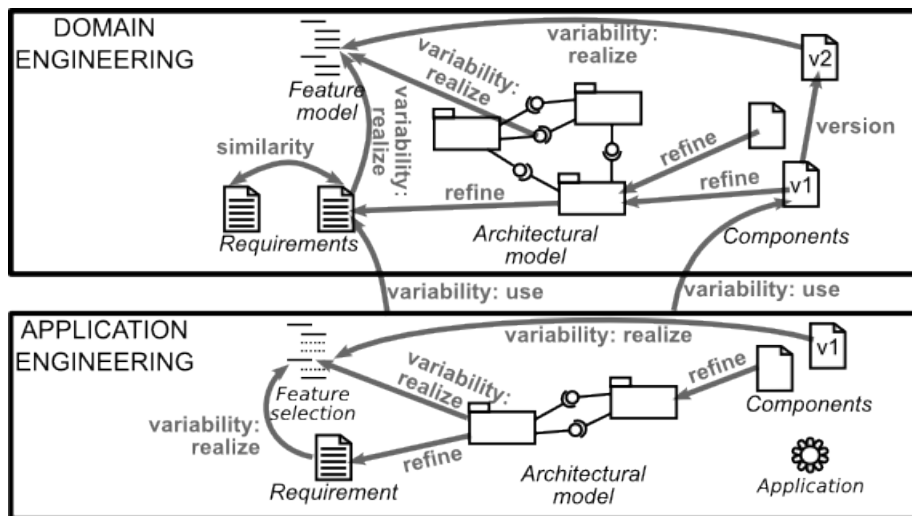 DOMAIN
ENGINEERING
Feature
model
variability:
realize
variability:
realize
variability:
realize
v2
version
similarity
refine
refine
refine
v1
Requirements
Architectural
model
Components
variability: use
variability: use
APPLICATION
ENGINEERING
variability: realize
v1
Feature
selection
variability:
realize
refine
Components
variability:
realize
refine
Requirement
Architectural
model
Application